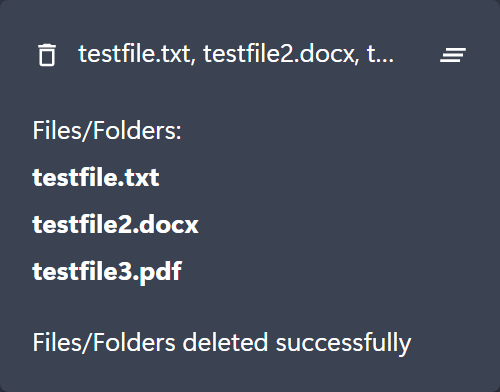 testfile.txt, testfile2.docx, t...
Files/Folders:
testfile.txt
testfile2.docx
testfile3.pdf
Files/Folders deleted successfully